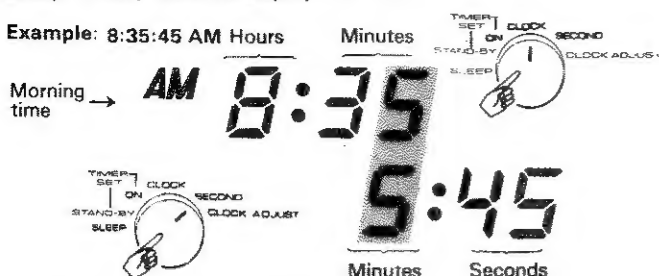 Example: 8:35:45 AM Hours Minutes
TIMER
SET CLOCK
ON SECOND
STAND-BY CLOCK ADJUST
SLEEP
Morning
time → AM 8:35
TIMER
SET CLOCK
ON SECOND
STAND-BY CLOCK ADJUST
SLEEP
5:45
Minutes Seconds